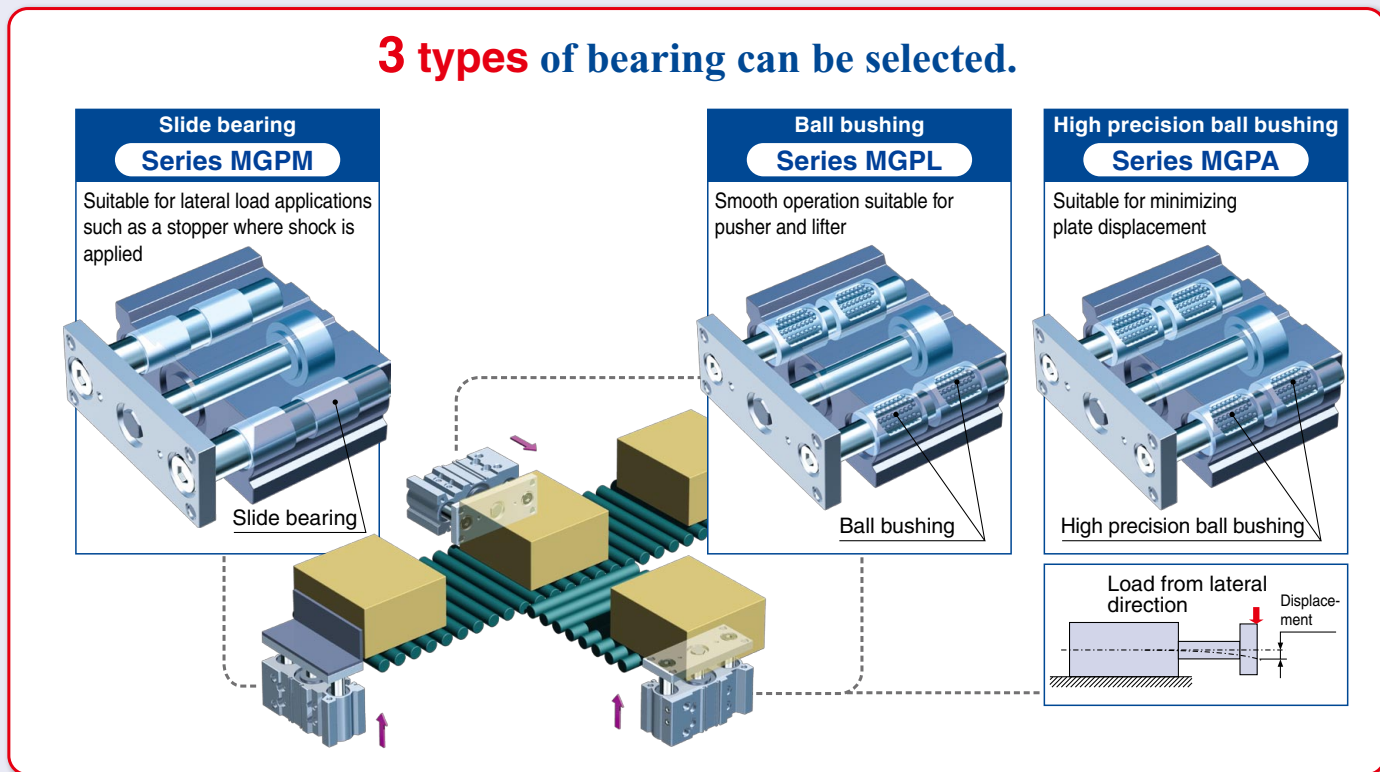 3 types of bearing can be selected.
Slide bearing
Series MGPM
Suitable for lateral load applications
such as a stopper where shock is
applied
Slide bearing
Ball bushing
Series MGPL
Smooth operation suitable for
pusher and lifter
Ball bushing
High precision ball bushing
Series MGPA
Suitable for minimizing
plate displacement
High precision ball bushing
Load from lateral
direction
Displace-
ment